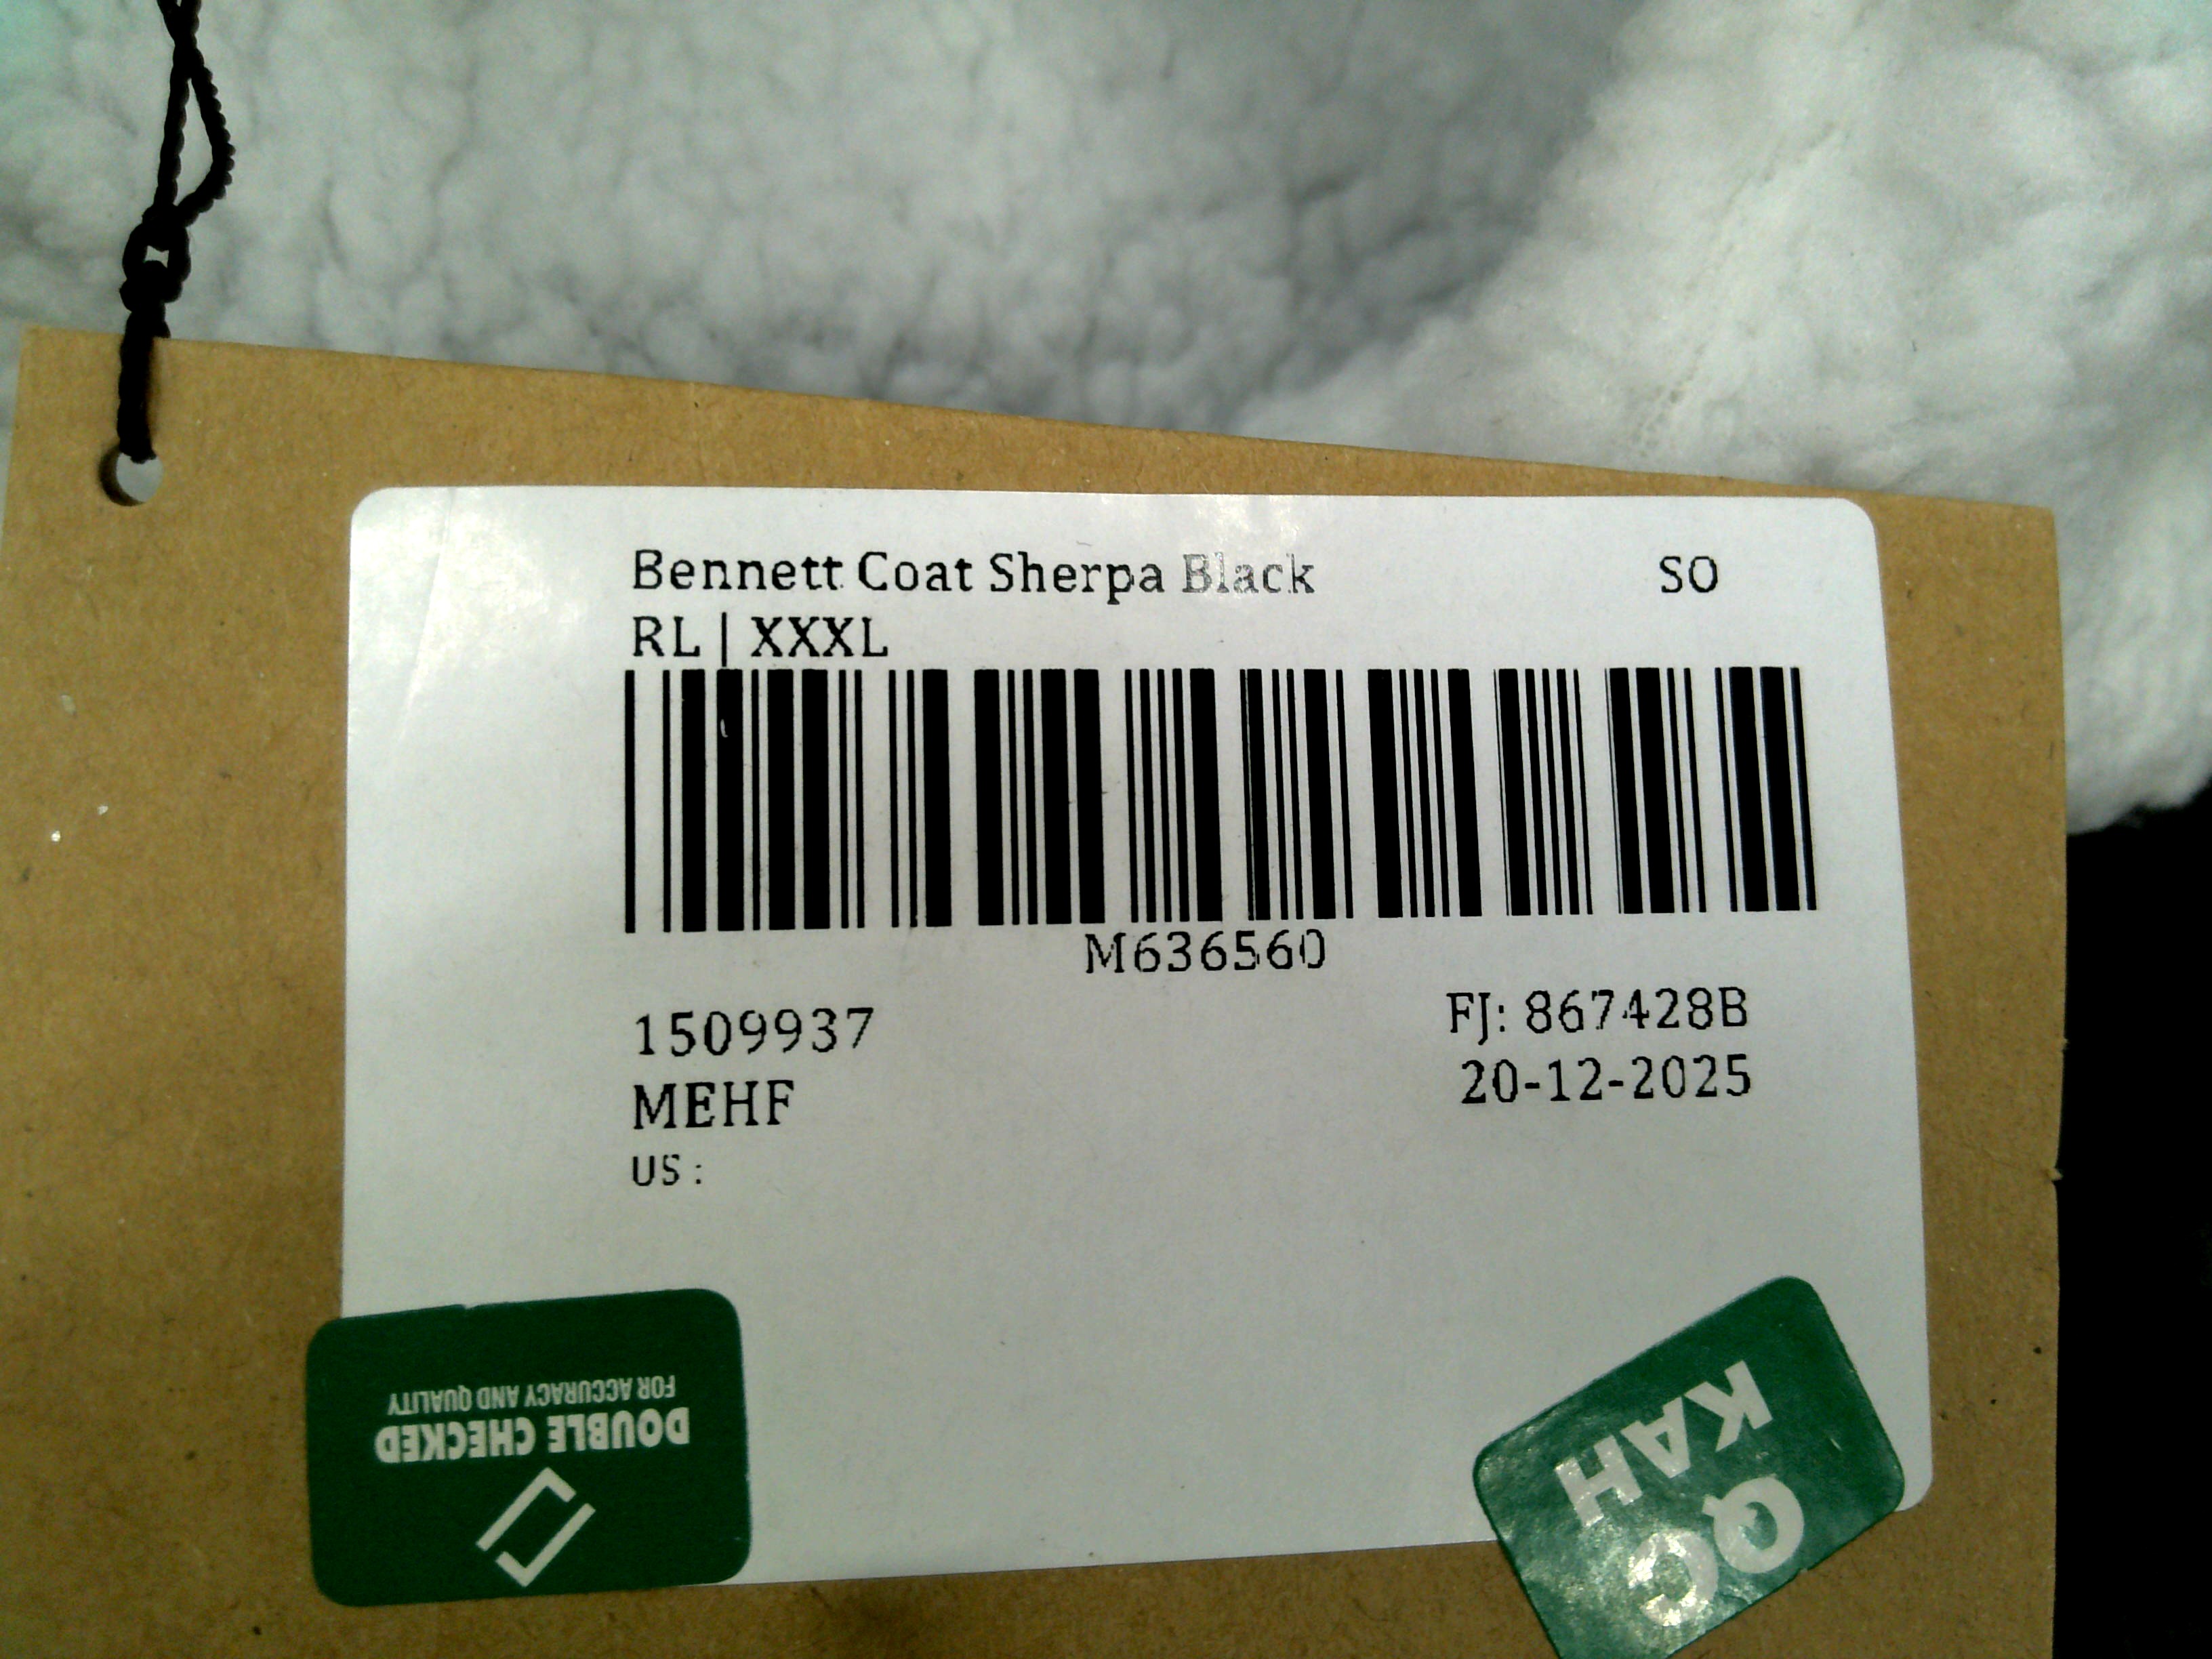 Bennett Coat Sherpa Black SO
RL | XXXL
M636560
1509937 FJ: 867428B
MEHF 20-12-2025
US :
DOUBLE CHECKED
FOR ACCURACY AND QUALITY
QC
KAH